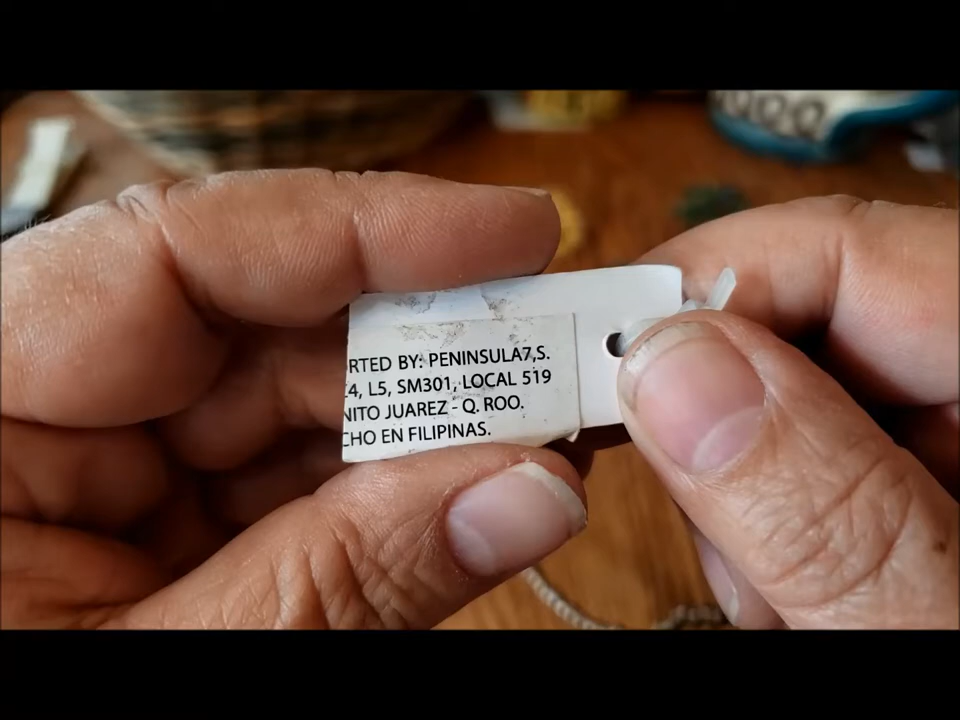 RTED BY: PENINSULA7,S.
4, L5, SM301, LOCAL 519
NITO JUAREZ - Q. ROO.
CHO EN FILIPINAS.